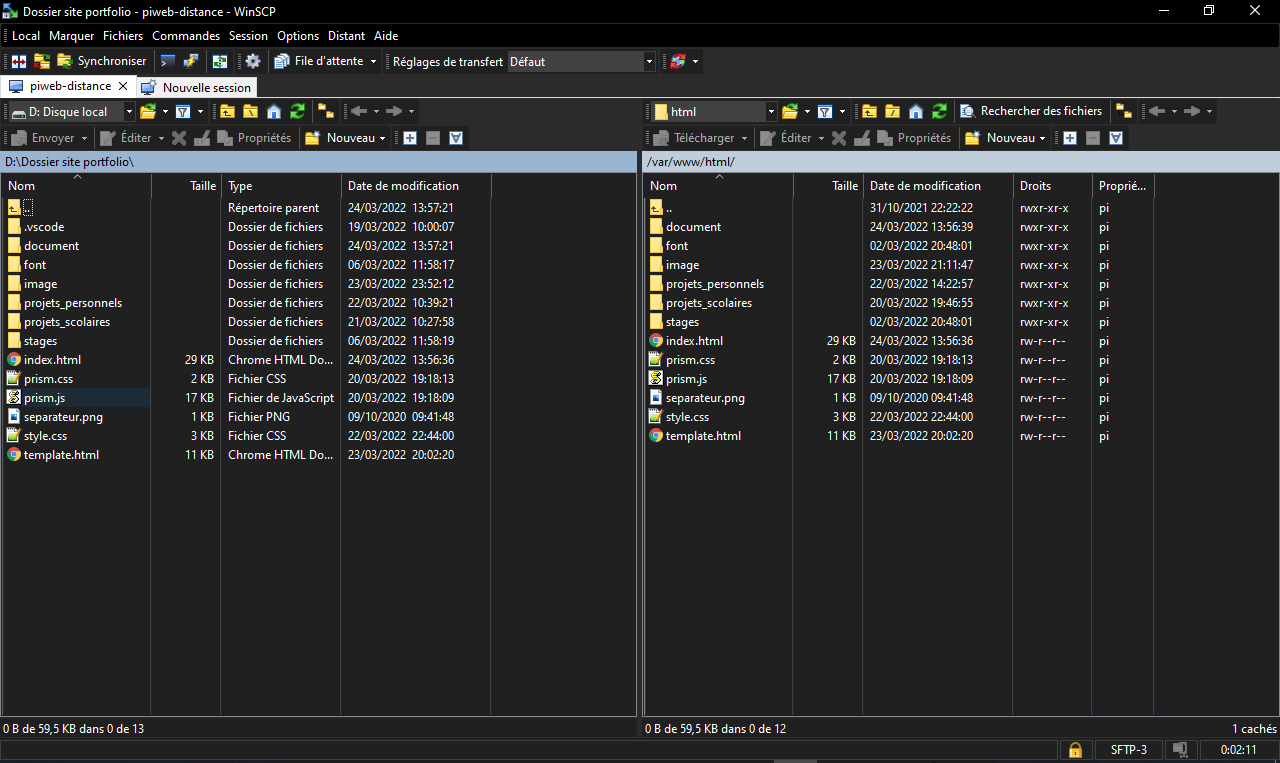 Dossier site portfolio - piweb-distance - WinSCP
Local Marquer Fichiers Commandes Session Options Distant Aide
Synchroniser File d'attente Réglages de transfert Défaut
piweb-distance Nouvelle session
D: Disque local html Rechercher des fichiers
Envoyer Éditer Propriétés Nouveau Télécharger Éditer Propriétés Nouveau
D:\Dossier site portfolio\
Nom Taille Type Date de modification
.. Répertoire parent 24/03/2022 13:57:21
.vscode Dossier de fichiers 19/03/2022 10:00:07
document Dossier de fichiers 24/03/2022 13:57:21
font Dossier de fichiers 06/03/2022 11:58:17
image Dossier de fichiers 23/03/2022 23:52:12
projets_personnels Dossier de fichiers 22/03/2022 10:39:21
projets_scolaires Dossier de fichiers 21/03/2022 10:27:58
stages Dossier de fichiers 06/03/2022 11:58:19
index.html 29 KB Chrome HTML Do... 24/03/2022 13:56:36
prism.css 2 KB Fichier CSS 20/03/2022 19:18:13
prism.js 17 KB Fichier de JavaScript 20/03/2022 19:18:09
separateur.png 1 KB Fichier PNG 09/10/2020 09:41:48
style.css 3 KB Fichier CSS 22/03/2022 22:44:00
template.html 11 KB Chrome HTML Do... 23/03/2022 20:02:20
0 B de 59,5 KB dans 0 de 13
/var/www/html/
Nom Taille Date de modification Droits Proprié...
.. 31/10/2021 22:22:22 rwxr-xr-x pi
document 24/03/2022 13:56:39 rwxr-xr-x pi
font 02/03/2022 20:48:01 rwxr-xr-x pi
image 23/03/2022 21:11:47 rwxr-xr-x pi
projets_personnels 22/03/2022 14:22:57 rwxr-xr-x pi
projets_scolaires 20/03/2022 19:46:55 rwxr-xr-x pi
stages 02/03/2022 20:48:01 rwxr-xr-x pi
index.html 29 KB 24/03/2022 13:56:36 rw-r--r-- pi
prism.css 2 KB 20/03/2022 19:18:13 rw-r--r-- pi
prism.js 17 KB 20/03/2022 19:18:09 rw-r--r-- pi
separateur.png 1 KB 09/10/2020 09:41:48 rw-r--r-- pi
style.css 3 KB 22/03/2022 22:44:00 rw-r--r-- pi
template.html 11 KB 23/03/2022 20:02:20 rw-r--r-- pi
0 B de 59,5 KB dans 0 de 12 1 cachés
SFTP-3 0:02:11